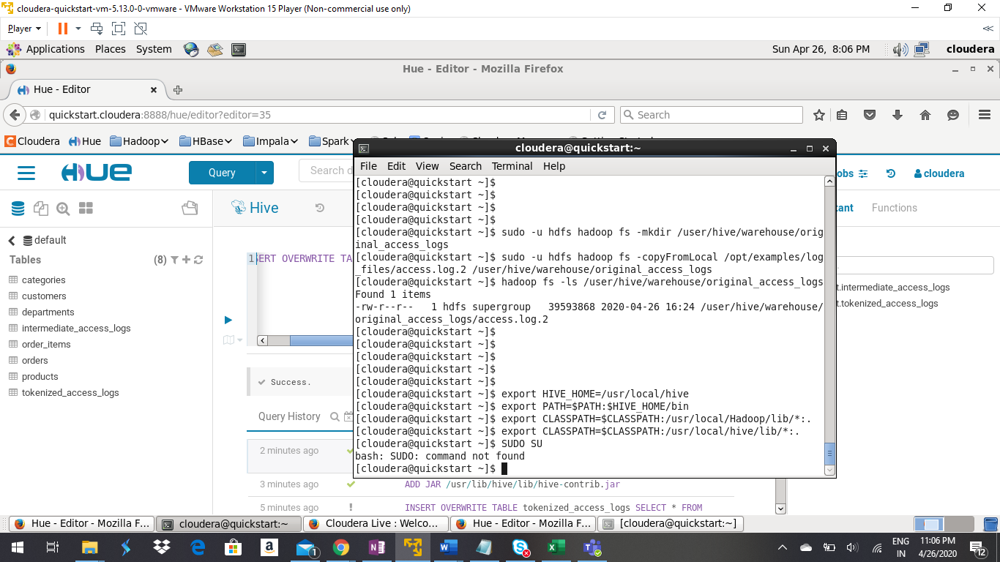 cloudera-quickstart-vm-5.13.0-0-vmware - VMware Workstation 15 Player (Non-commercial use only)
Player
Applications Places System Sun Apr 26, 8:06 PM cloudera
Hue - Editor - Mozilla Firefox
Hue - Editor
quickstart.cloudera:8888/hue/editor?editor=35 Search
Cloudera Hue Hadoop HBase Impala Spark
cloudera@quickstart:~
File Edit View Search Terminal Help
HUE Query Search d obs cloudera
Hive tant Functions
default
Tables (8)
categories
customers
departments
intermediate_access_logs
order_items
orders
products
tokenized_access_logs
1 SERT OVERWRITE TA
Success.
Query History
2 minutes ago
3 minutes ago ADD JAR /usr/lib/hive/lib/hive-contrib.jar
5 minutes ago ! INSERT OVERWRITE TABLE tokenized_access_logs SELECT * FROM
[cloudera@quickstart ~]$
[cloudera@quickstart ~]$
[cloudera@quickstart ~]$
[cloudera@quickstart ~]$
[cloudera@quickstart ~]$ sudo -u hdfs hadoop fs -mkdir /user/hive/warehouse/orig
inal_access_logs
[cloudera@quickstart ~]$ sudo -u hdfs hadoop fs -copyFromLocal /opt/examples/log
_files/access.log.2 /user/hive/warehouse/original_access_logs
[cloudera@quickstart ~]$ hadoop fs -ls /user/hive/warehouse/original_access_logs
Found 1 items
-rw-r--r-- 1 hdfs supergroup 39593868 2020-04-26 16:24 /user/hive/warehouse/
original_access_logs/access.log.2
[cloudera@quickstart ~]$
[cloudera@quickstart ~]$
[cloudera@quickstart ~]$
[cloudera@quickstart ~]$
[cloudera@quickstart ~]$
[cloudera@quickstart ~]$ export HIVE_HOME=/usr/local/hive
[cloudera@quickstart ~]$ export PATH=$PATH:$HIVE_HOME/bin
[cloudera@quickstart ~]$ export CLASSPATH=$CLASSPATH:/usr/local/Hadoop/lib/*:.
[cloudera@quickstart ~]$ export CLASSPATH=$CLASSPATH:/usr/local/hive/lib/*:.
[cloudera@quickstart ~]$ SUDO SU
bash: SUDO: command not found
[cloudera@quickstart ~]$
t.intermediate_access_logs
t.tokenized_access_logs
Hue - Editor - Mozilla F... cloudera@quickstart:~ Cloudera Live : Welco... Hue - Editor - Mozilla F... [cloudera@quickstart:~]
1 ENG 11:06 PM
IN 4/26/2020 12